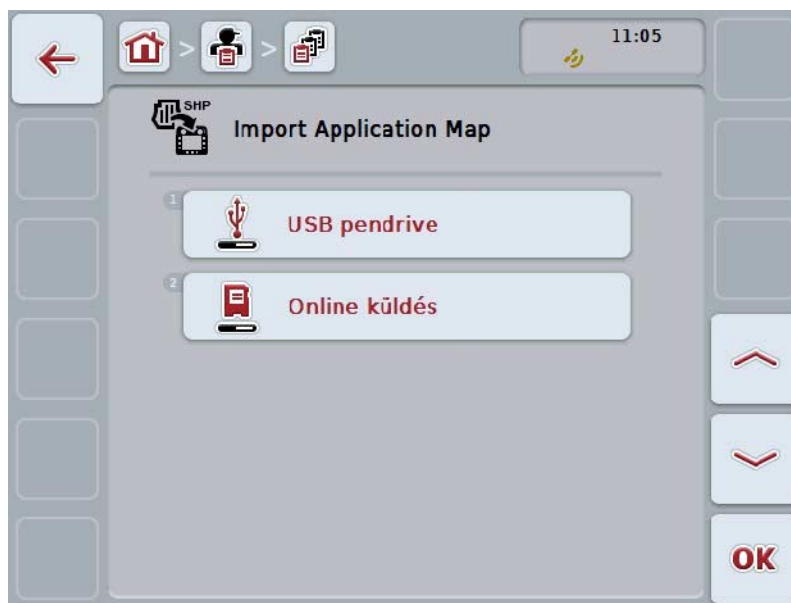 11:05
SHP
Import Application Map
1
USB pendrive
2
Online küldés
OK